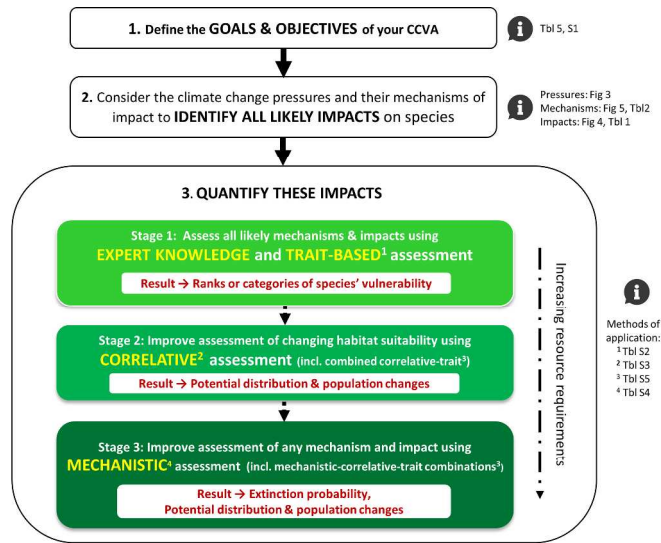 1. Define the GOALS & OBJECTIVES of your CCVA
Tbl 5, S1
2. Consider the climate change pressures and their mechanisms of
impact to IDENTIFY ALL LIKELY IMPACTS on species
Pressures: Fig 3
Mechanisms: Fig 5, Tbl2
Impacts: Fig 4, Tbl 1
3. QUANTIFY THESE IMPACTS
Stage 1: Assess all likely mechanisms & impacts using
EXPERT KNOWLEDGE and TRAIT-BASED¹ assessment
Result → Ranks or categories of species' vulnerability
Stage 2: Improve assessment of changing habitat suitability using
CORRELATIVE² assessment (incl. combined correlative-trait³)
Result → Potential distribution & population changes
Stage 3: Improve assessment of any mechanism and impact using
MECHANISTIC⁴ assessment (incl. mechanistic-correlative-trait combinations³)
Result → Extinction probability,
Potential distribution & population changes
Increasing resource requirements
Methods of
application:
¹ Tbl S2
² Tbl S3
³ Tbl S5
⁴ Tbl S4